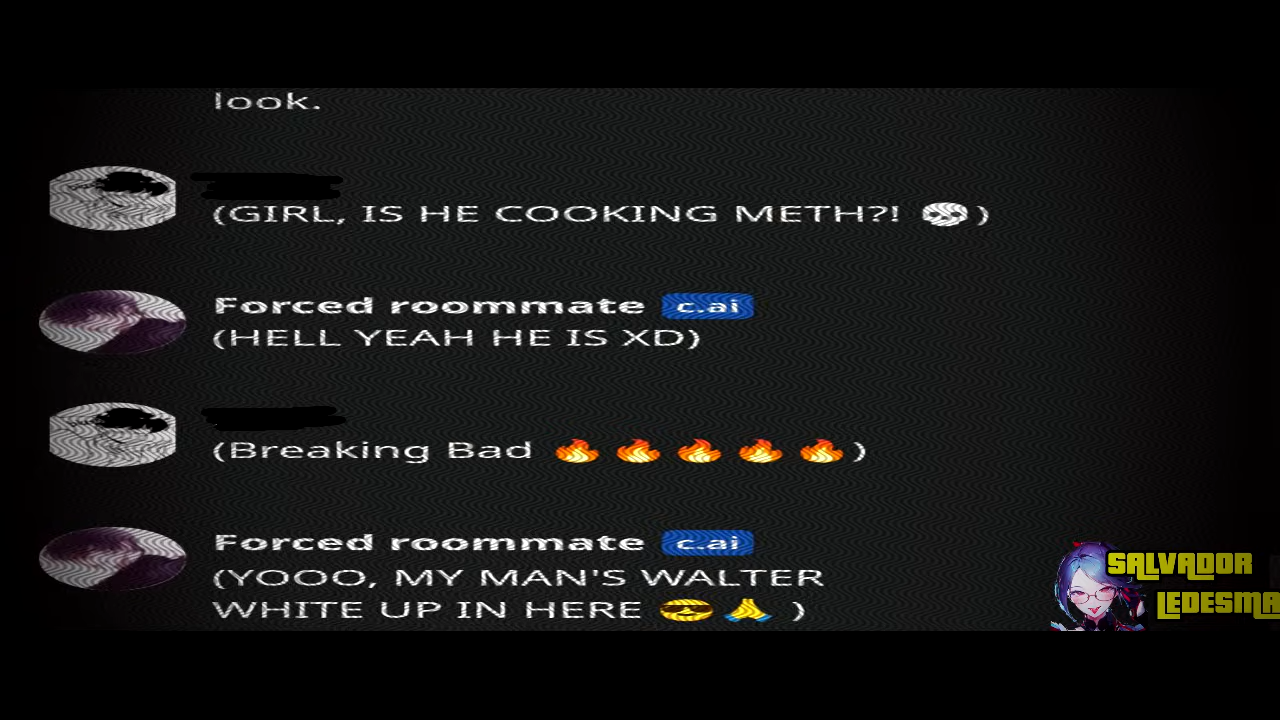 look.
(GIRL, IS HE COOKING METH?! 💀)
Forced roommate c.ai
(HELL YEAH HE IS XD)
(Breaking Bad 🔥🔥🔥🔥🔥)
Forced roommate c.ai
(YOOO, MY MAN'S WALTER
WHITE UP IN HERE 😎🙏)
SALVADOR
LEDESMA